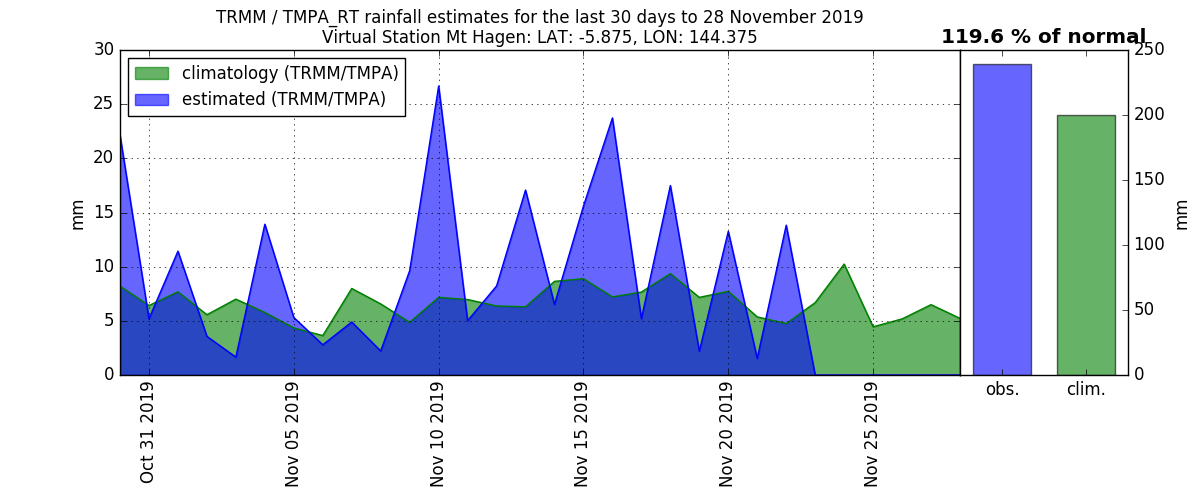 TRMM / TMPA_RT rainfall estimates for the last 30 days to 28 November 2019
Virtual Station Mt Hagen: LAT: -5.875, LON: 144.375
119.6 % of normal
climatology (TRMM/TMPA)
estimated (TRMM/TMPA)
30
25
20
15
10
5
0
mm
Oct 31 2019
Nov 05 2019
Nov 10 2019
Nov 15 2019
Nov 20 2019
Nov 25 2019
obs.
clim.
250
200
150
100
50
0
mm